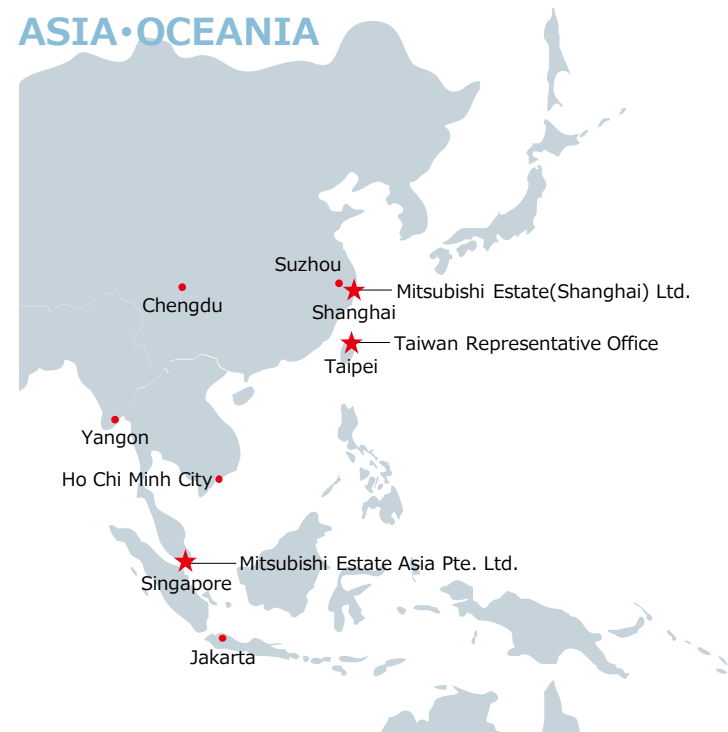 ASIA・OCEANIA
Suzhou
Mitsubishi Estate(Shanghai) Ltd.
Chengdu
Shanghai
Taiwan Representative Office
Taipei
Yangon
Ho Chi Minh City
Mitsubishi Estate Asia Pte. Ltd.
Singapore
Jakarta